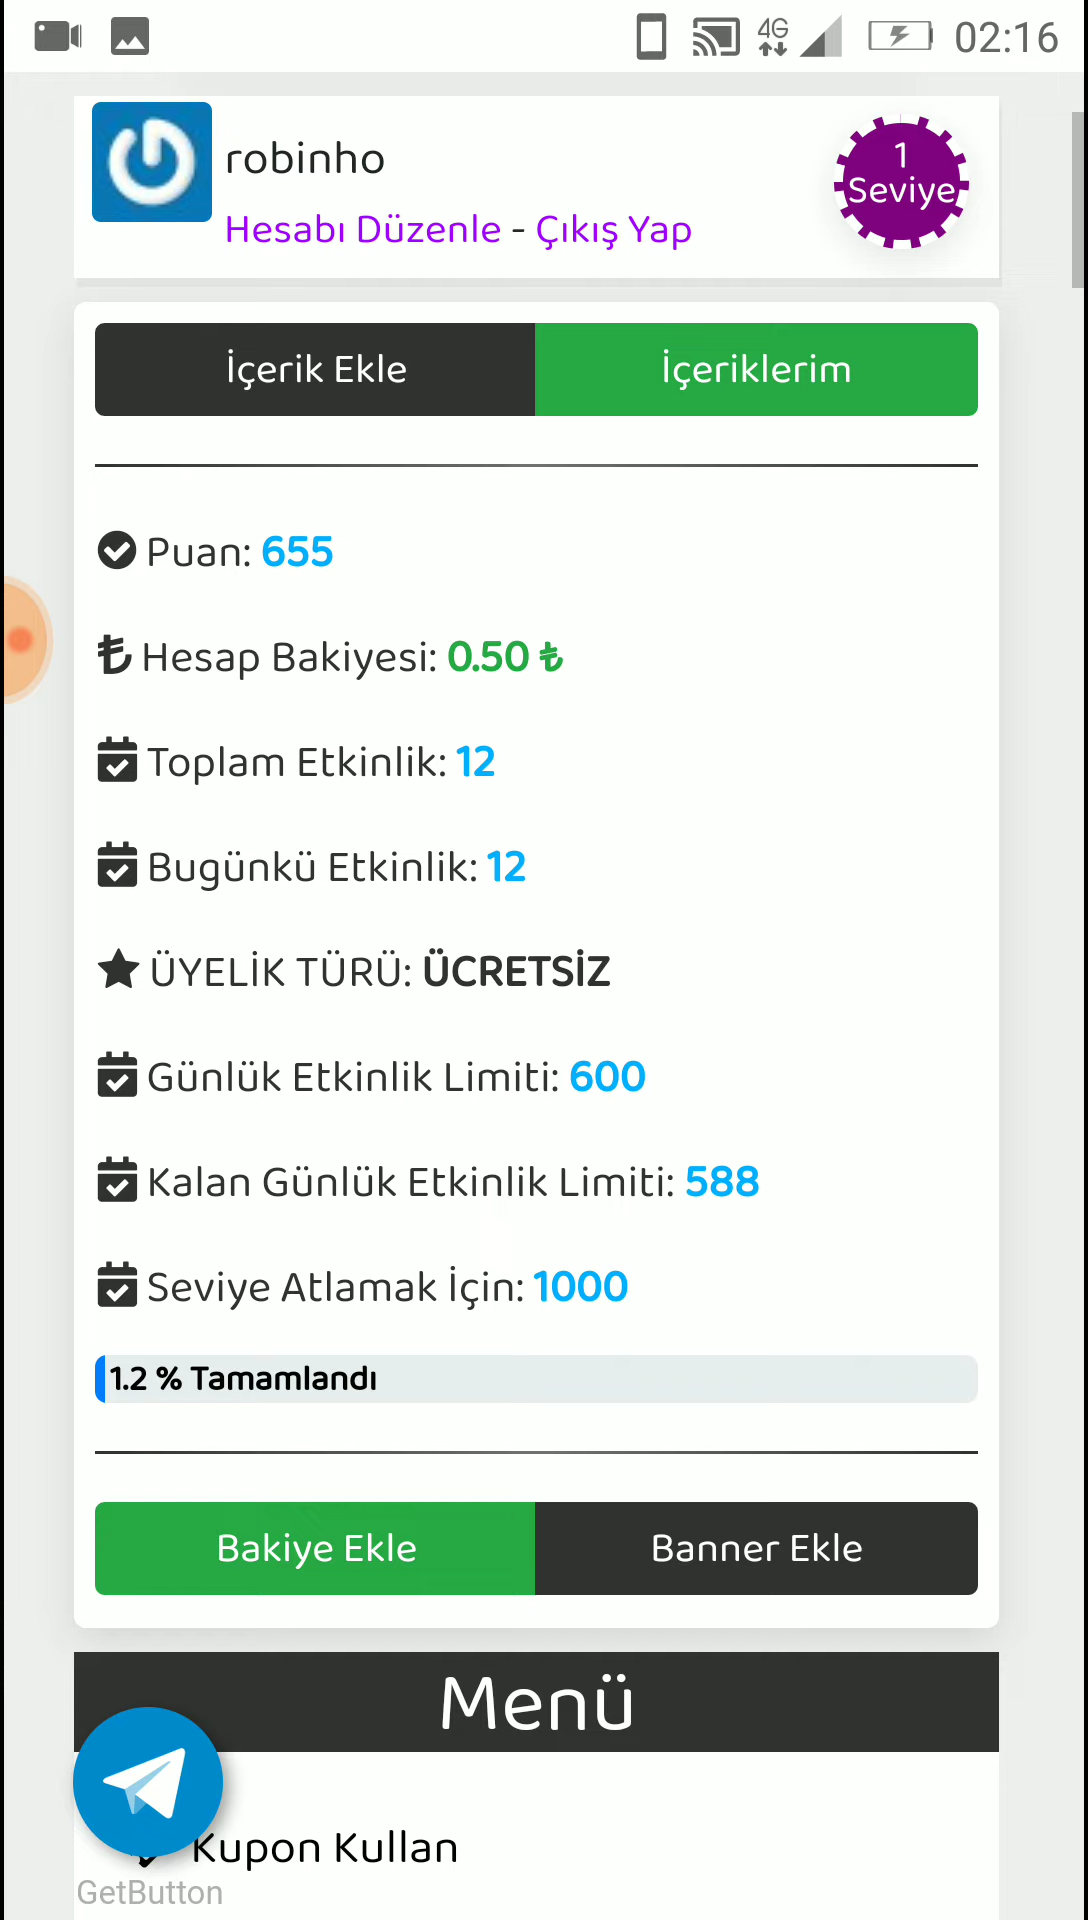 4G 02:16
robinho
Hesabı Düzenle - Çıkış Yap
1
Seviye
İçerik Ekle
İçeriklerim
Puan: 655
Hesap Bakiyesi: 0.50 ₺
Toplam Etkinlik: 12
Bugünkü Etkinlik: 12
ÜYELİK TÜRÜ: ÜCRETSİZ
Günlük Etkinlik Limiti: 600
Kalan Günlük Etkinlik Limiti: 588
Seviye Atlamak İçin: 1000
1.2 % Tamamlandı
Bakiye Ekle
Banner Ekle
Menü
Kupon Kullan
GetButton